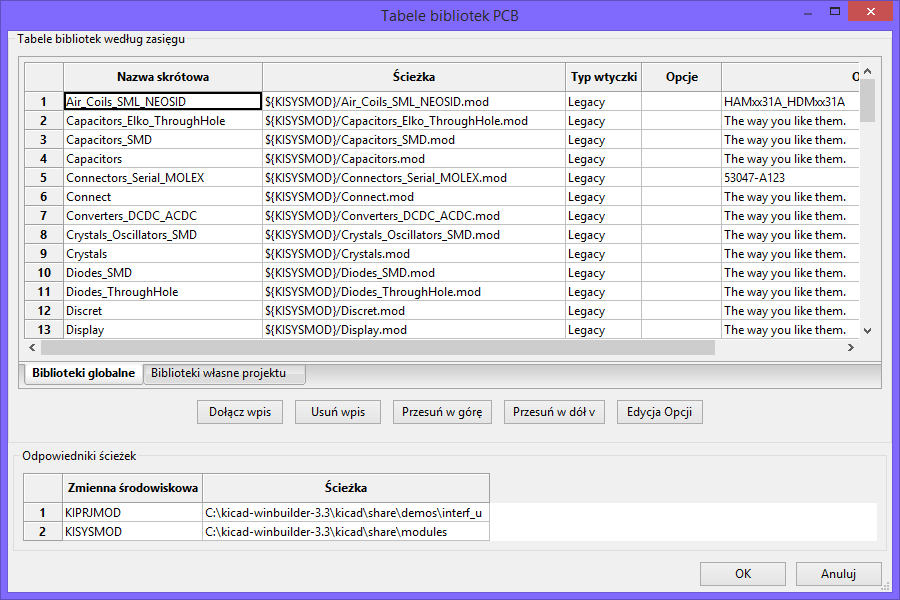 Tabele bibliotek PCB
Tabele bibliotek według zasięgu
Nazwa skrótowa Ścieżka Typ wtyczki Opcje O
1 Air_Coils_SML_NEOSID ${KISYSMOD}/Air_Coils_SML_NEOSID.mod Legacy HAMxx31A_HDMxx31A
2 Capacitors_Elko_ThroughHole ${KISYSMOD}/Capacitors_Elko_ThroughHole.mod Legacy The way you like them.
3 Capacitors_SMD ${KISYSMOD}/Capacitors_SMD.mod Legacy The way you like them.
4 Capacitors ${KISYSMOD}/Capacitors.mod Legacy The way you like them.
5 Connectors_Serial_MOLEX ${KISYSMOD}/Connectors_Serial_MOLEX.mod Legacy 53047-A123
6 Connect ${KISYSMOD}/Connect.mod Legacy The way you like them.
7 Converters_DCDC_ACDC ${KISYSMOD}/Converters_DCDC_ACDC.mod Legacy The way you like them.
8 Crystals_Oscillators_SMD ${KISYSMOD}/Crystals_Oscillators_SMD.mod Legacy The way you like them.
9 Crystals ${KISYSMOD}/Crystals.mod Legacy The way you like them.
10 Diodes_SMD ${KISYSMOD}/Diodes_SMD.mod Legacy The way you like them.
11 Diodes_ThroughHole ${KISYSMOD}/Diodes_ThroughHole.mod Legacy The way you like them.
12 Discret ${KISYSMOD}/Discret.mod Legacy The way you like them.
13 Display ${KISYSMOD}/Display.mod Legacy The way you like them.
Biblioteki globalne Biblioteki własne projektu
Dołącz wpis Usuń wpis Przesuń w górę Przesuń w dół v Edycja Opcji
Odpowiedniki ścieżek
Zmienna środowiskowa Ścieżka
1 KIPRJMOD C:\kicad-winbuilder-3.3\kicad\share\demos\interf_u
2 KISYSMOD C:\kicad-winbuilder-3.3\kicad\share\modules
OK Anuluj